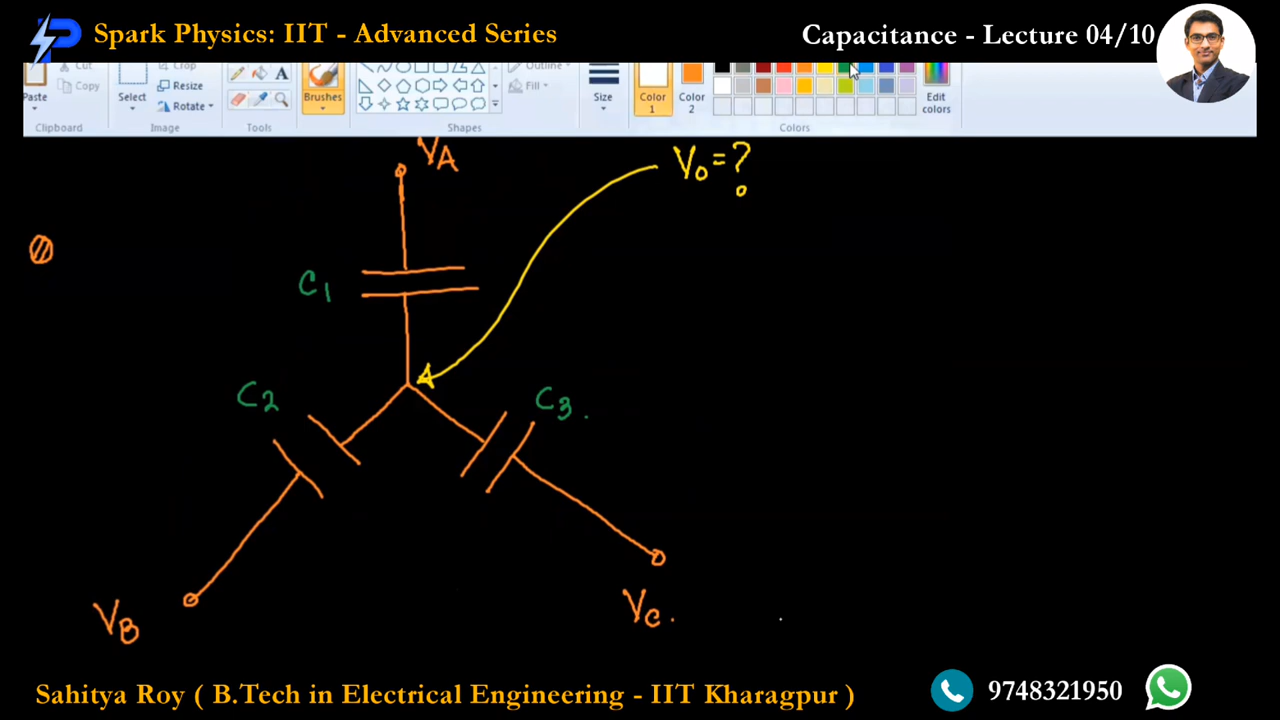 Spark Physics: IIT - Advanced Series
Capacitance - Lecture 04/10
Cut
Crop
Outline
Paste
Copy
Select
Resize
Rotate
A
Brushes
Fill
Size
Color 1
Color 2
Edit colors
Clipboard
Image
Tools
Shapes
Colors
VA
V0=?
C1
C2
C3.
VB
VC.
Sahitya Roy ( B.Tech in Electrical Engineering - IIT Kharagpur )
9748321950